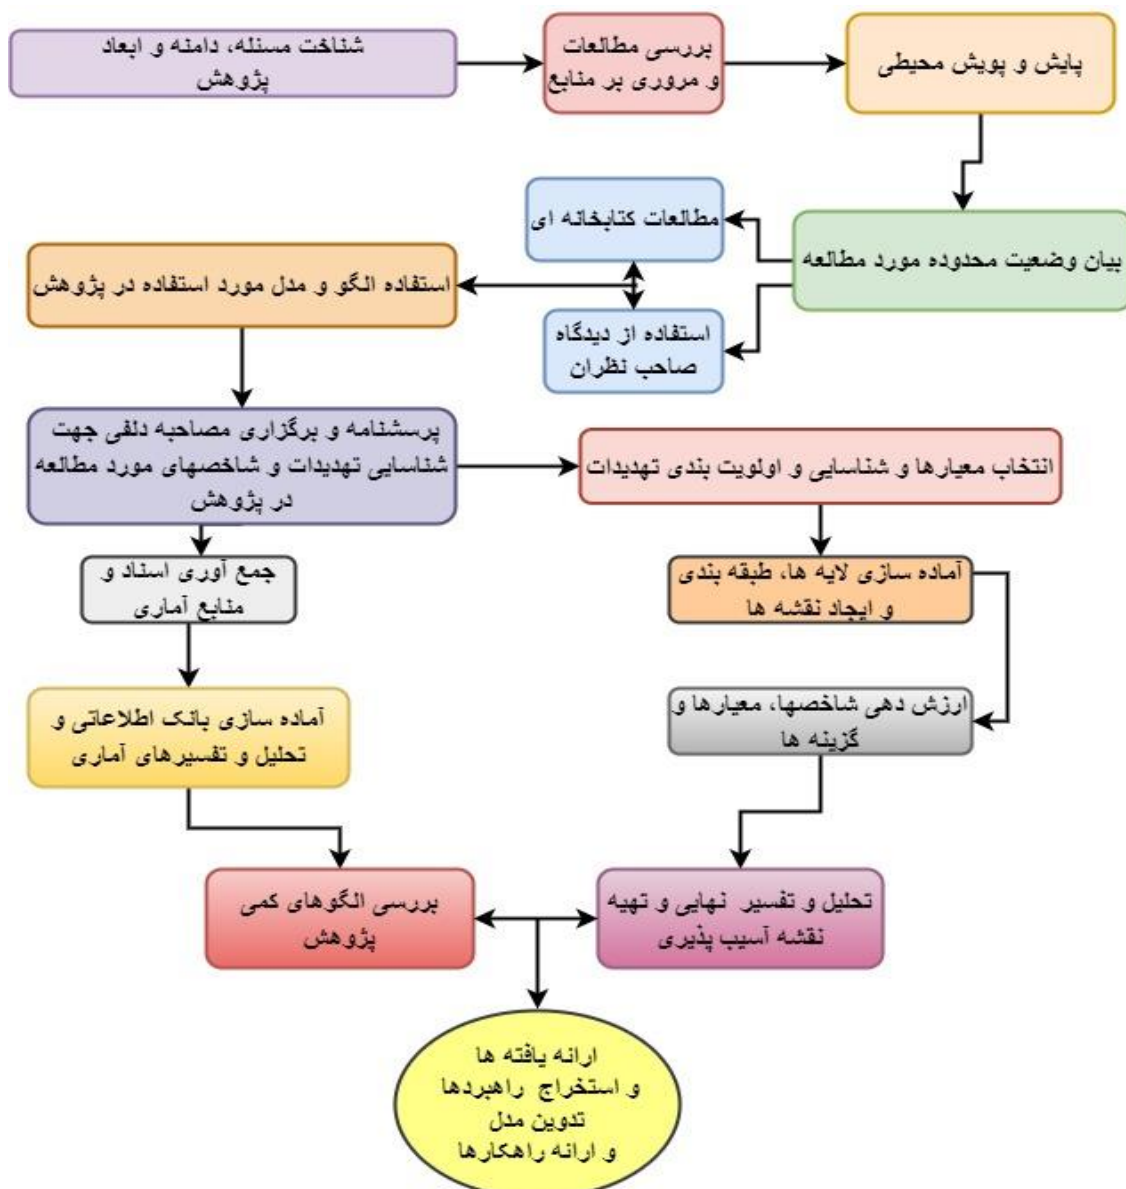 شناخت مسئله، دامنه و ابعاد
پژوهش
بررسی مطالعات
و مروری بر منابع
پایش و پویش محیطی
بیان وضعیت محدوده مورد مطالعه
مطالعات کتابخانه ای
استفاده از دیدگاه
صاحب نظران
استفاده الگو و مدل مورد استفاده در پژوهش
پرسشنامه و برگزاری مصاحبه دلفی جهت
شناسایی تهدیدات و شاخصهای مورد مطالعه
در پژوهش
انتخاب معیارها و شناسایی و اولویت بندی تهدیدات
جمع آوری اسناد و
منابع آماری
آماده سازی لایه ها، طبقه بندی
و ایجاد نقشه ها
آماده سازی بانک اطلاعاتی و
تحلیل و تفسیرهای آماری
ارزش دهی شاخصها، معیارها و
گزینه ها
بررسی الگوهای کمی
پژوهش
تحلیل و تفسیر نهایی و تهیه
نقشه آسیب پذیری
ارائه یافته ها
و استخراج راهبردها
تدوین مدل
و ارائه راهکارها